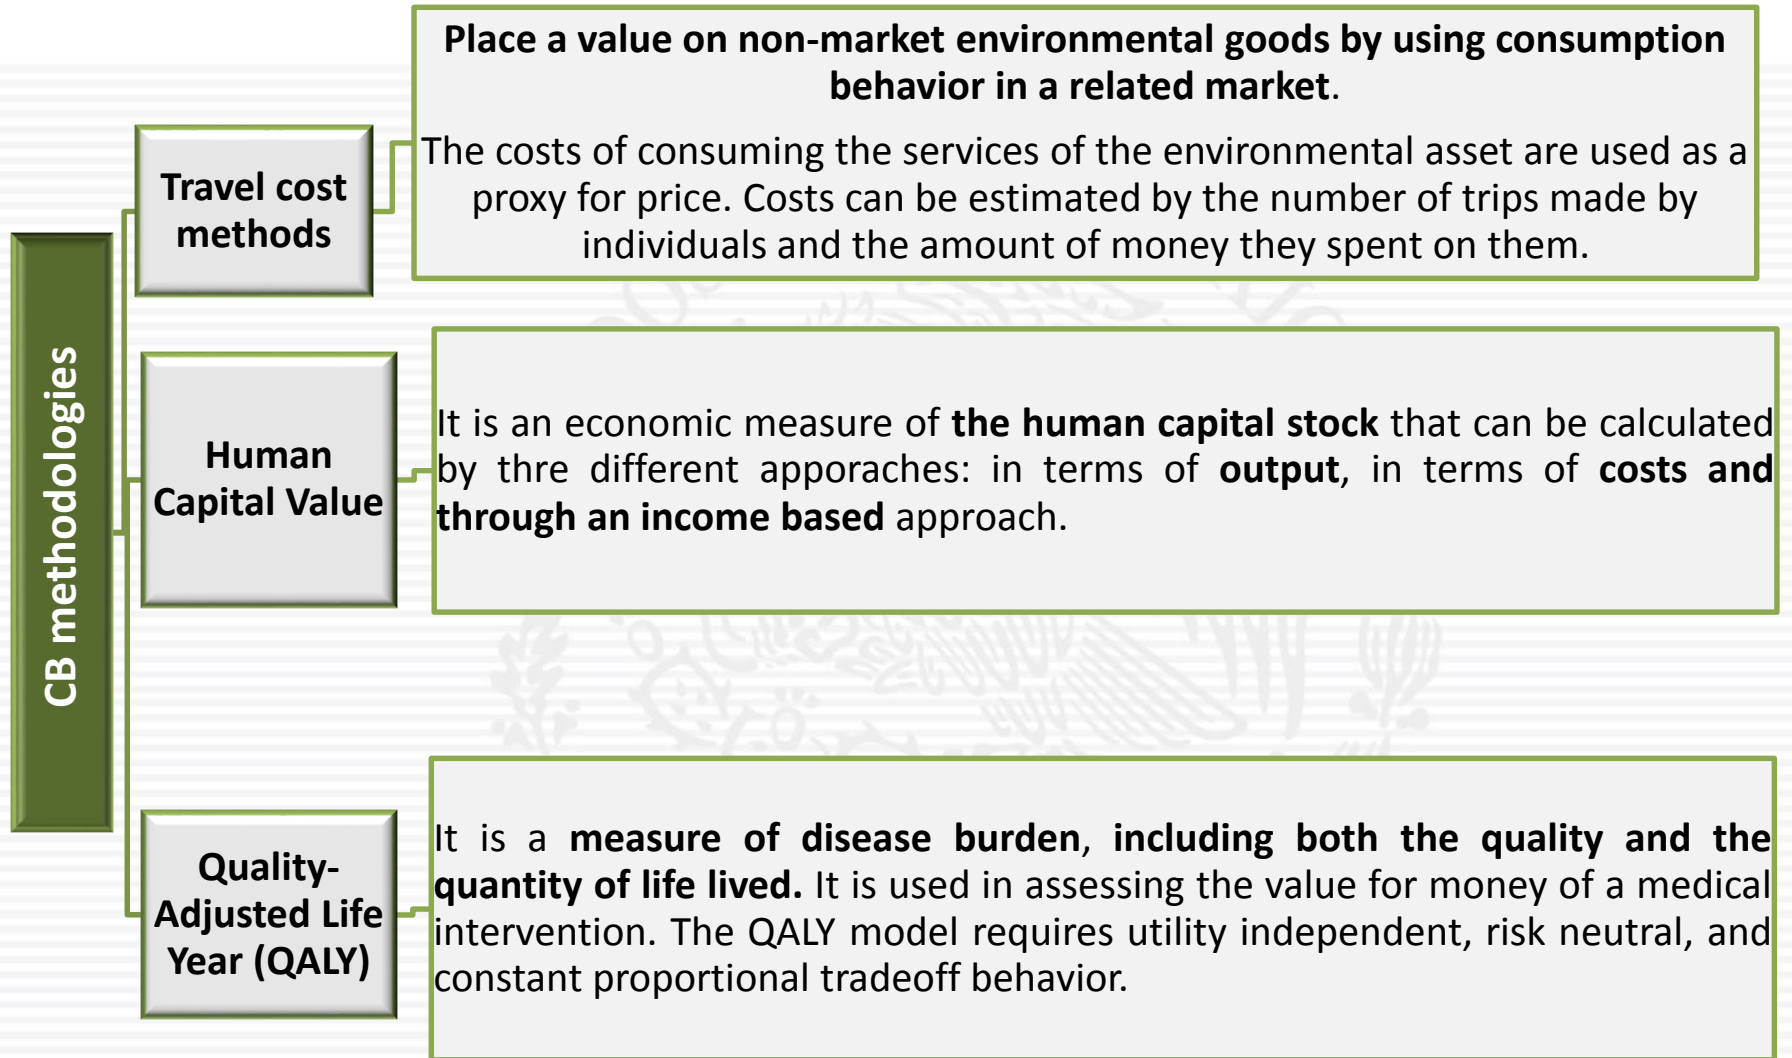 CB methodologies
Travel cost
methods
Place a value on non-market environmental goods by using consumption
behavior in a related market.
The costs of consuming the services of the environmental asset are used as a
proxy for price. Costs can be estimated by the number of trips made by
individuals and the amount of money they spent on them.
Human
Capital Value
It is an economic measure of the human capital stock that can be calculated
by thre different apporaches: in terms of output, in terms of costs and
through an income based approach.
Quality-
Adjusted Life
Year (QALY)
It is a measure of disease burden, including both the quality and the
quantity of life lived. It is used in assessing the value for money of a medical
intervention. The QALY model requires utility independent, risk neutral, and
constant proportional tradeoff behavior.